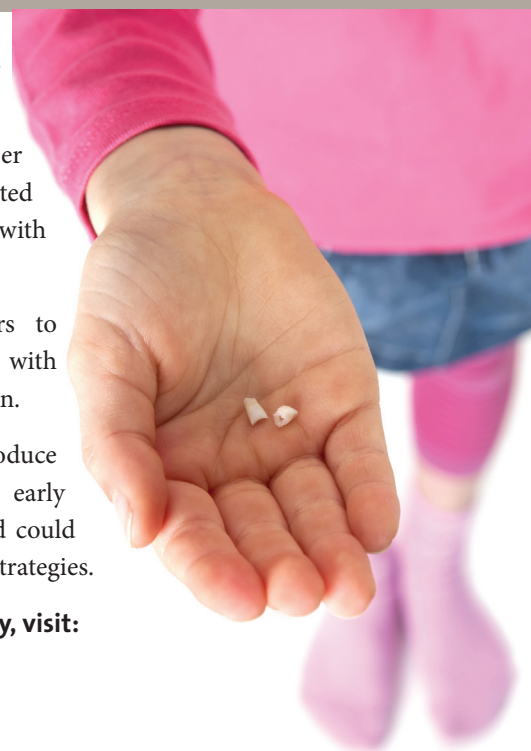 er
ted
with
rs to
with
n.
oduce
early
d could
trategies.
y, visit: